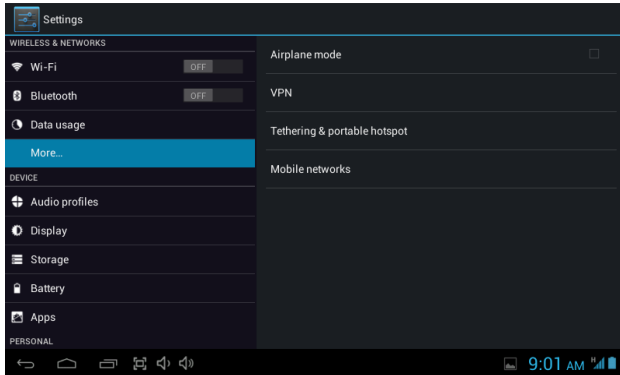 Settings
WIRELESS & NETWORKS
Wi-Fi OFF
Bluetooth OFF
Data usage
More...
DEVICE
Audio profiles
Display
Storage
Battery
Apps
PERSONAL
Airplane mode
VPN
Tethering & portable hotspot
Mobile networks
9:01 AM H